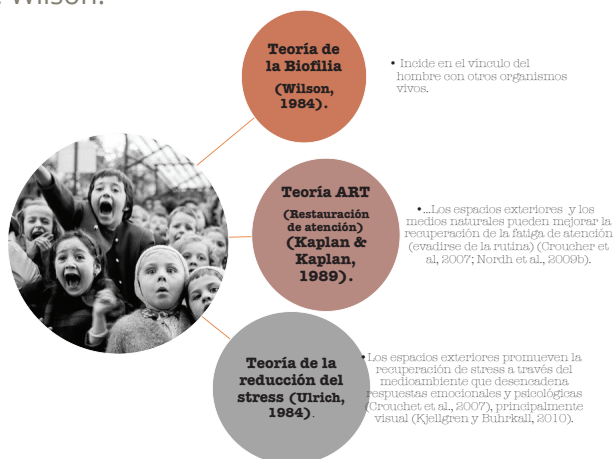 Wilson.
Teoría de
la Biofilia
(Wilson,
1984).
• Incide en el vinculo del
hombre con otros organismos
vivos.
Teoría ART
(Restauración
de atención)
(Kaplan &
Kaplan,
1989).
•...Los espacios exteriores y los
medios naturales pueden mejorar la
recuperación de la fatiga de atención
(evadirse de la rutina) (Croucher et
al, 2007; Nordh et al., 2009b).
Teoría de la
reducción del
stress (Ulrich,
1984).
•Los espacios exteriores promueven la
recuperación de stress a través del
medioambiente que desencadena
respuestas emocionales y psicológicas
(Crouchet et al., 2007), principalmente
visual (Kjellgren y Buhrkall, 2010).